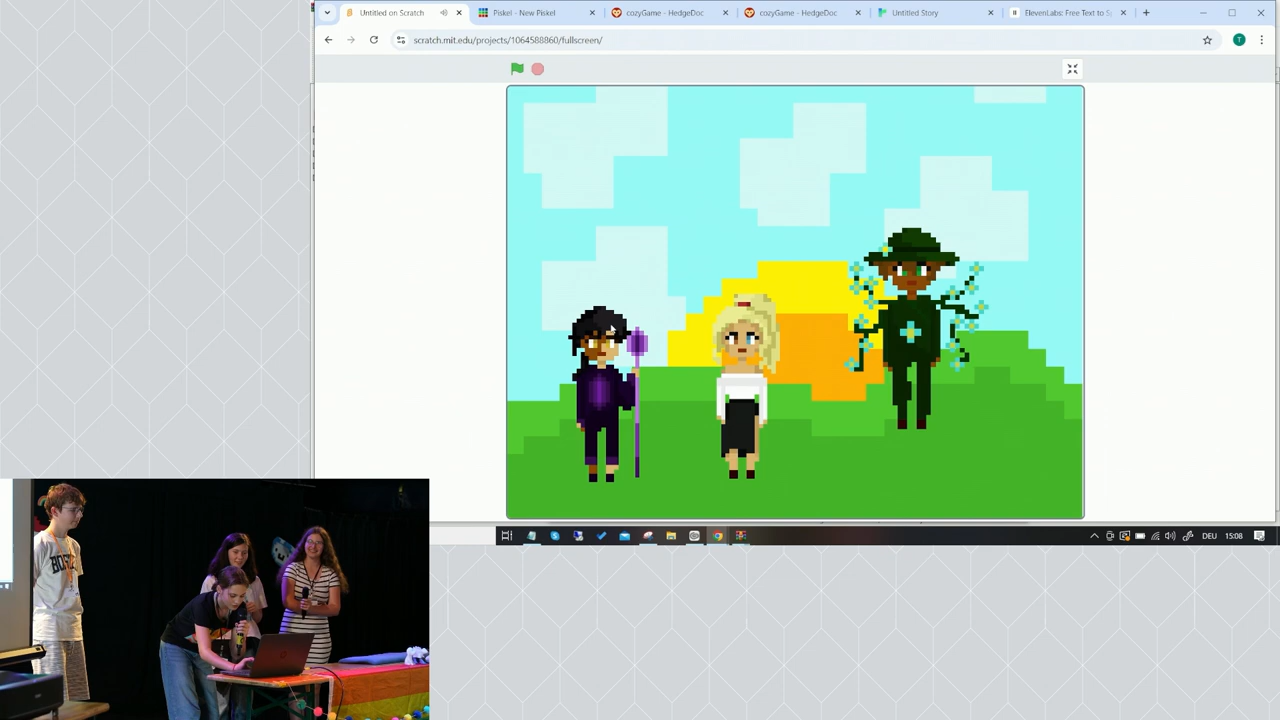 Untitled on Scratch
Piskel - New Piskel
cozyGame - HedgeDoc
cozyGame - HedgeDoc
Untitled Story
ElevenLabs: Free Text to Sp
scratch.mit.edu/projects/1064588860/fullscreen/
T
DEU
15:08